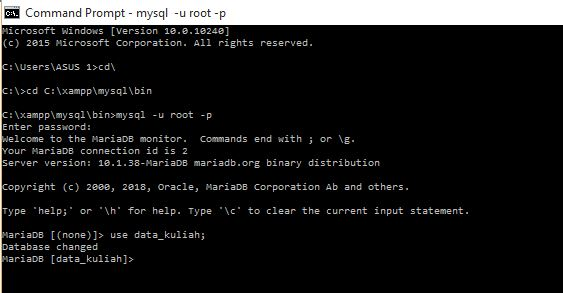 Command Prompt - mysql -u root -p
Microsoft Windows [Version 10.0.10240]
(c) 2015 Microsoft Corporation. All rights reserved.
C:\Users\ASUS 1>cd\
C:\>cd C:\xampp\mysql\bin
C:\xampp\mysql\bin>mysql -u root -p
Enter password:
Welcome to the MariaDB monitor.  Commands end with ; or \g.
Your MariaDB connection id is 2
Server version: 10.1.38-MariaDB mariadb.org binary distribution
Copyright (c) 2000, 2018, Oracle, MariaDB Corporation Ab and others.
Type 'help;' or '\h' for help. Type '\c' to clear the current input statement.
MariaDB [(none)]> use data_kuliah;
Database changed
MariaDB [data_kuliah]>